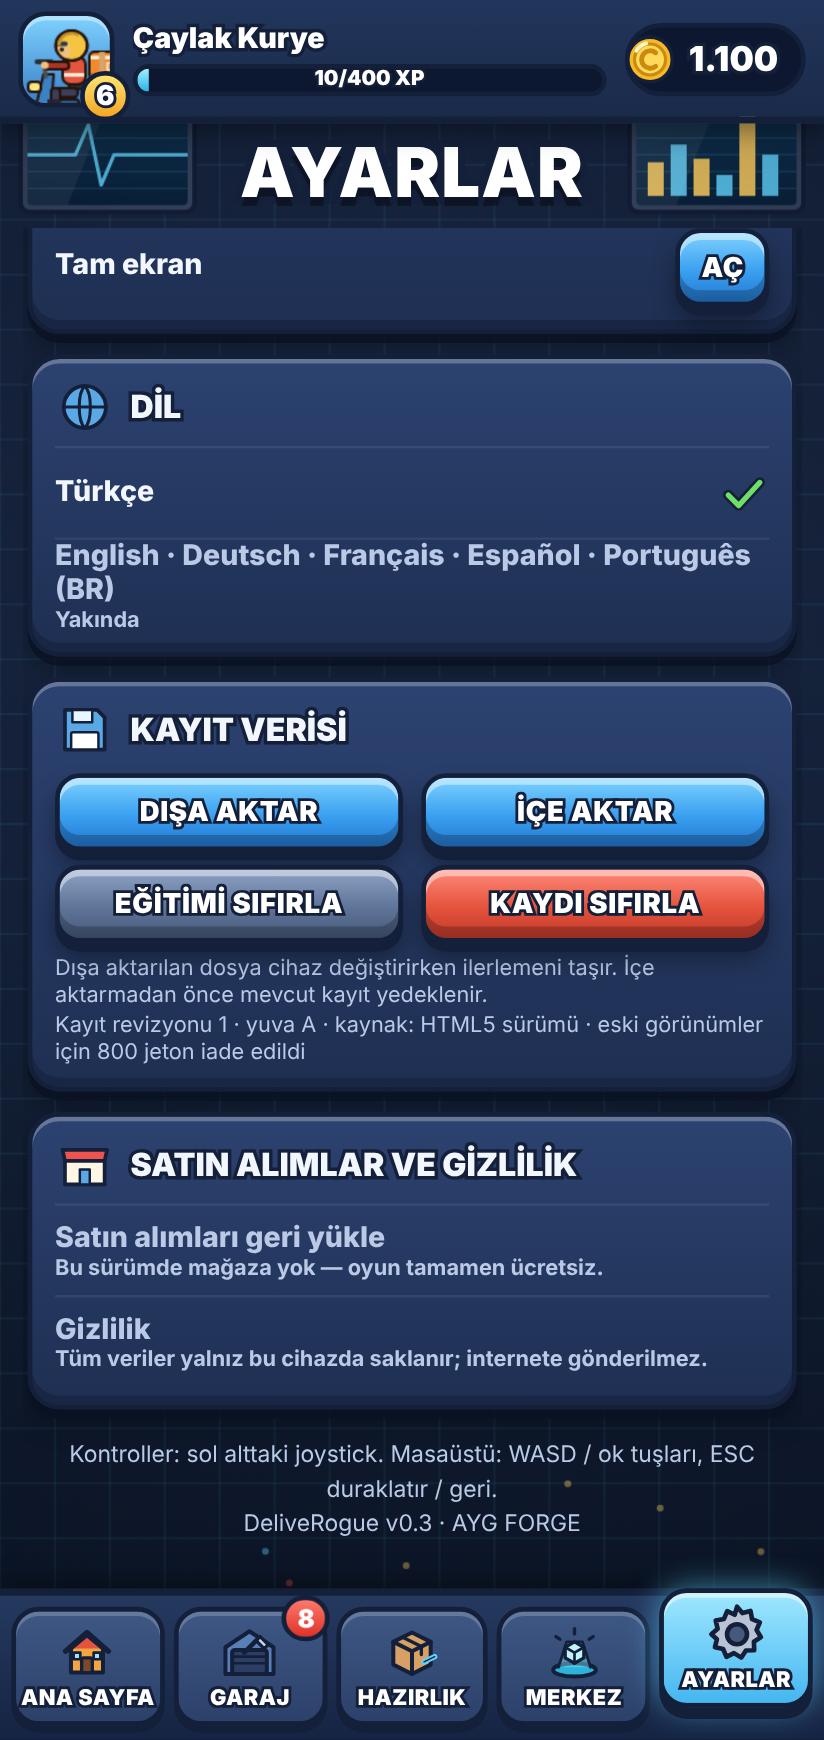 Çaylak Kurye
10/400 XP
1.100
6
AYARLAR
Tam ekran
AÇ
DİL
Türkçe
English · Deutsch · Français · Español · Português
(BR)
Yakında
KAYIT VERİSİ
DIŞA AKTAR
İÇE AKTAR
EĞİTİMİ SIFIRLA
KAYDI SIFIRLA
Dışa aktarılan dosya cihaz değiştirirken ilerlemeni taşır. İçe
aktarmadan önce mevcut kayıt yedeklenir.
Kayıt revizyonu 1 · yuva A · kaynak: HTML5 sürümü · eski görünümler
için 800 jeton iade edildi
SATIN ALIMLAR VE GİZLİLİK
Satın alımları geri yükle
Bu sürümde mağaza yok — oyun tamamen ücretsiz.
Gizlilik
Tüm veriler yalnız bu cihazda saklanır; internete gönderilmez.
Kontroller: sol alttaki joystick. Masaüstü: WASD / ok tuşları, ESC
duraklatır / geri.
DeliveRogue v0.3 · AYG FORGE
8
ANA SAYFA
GARAJ
HAZIRLIK
MERKEZ
AYARLAR